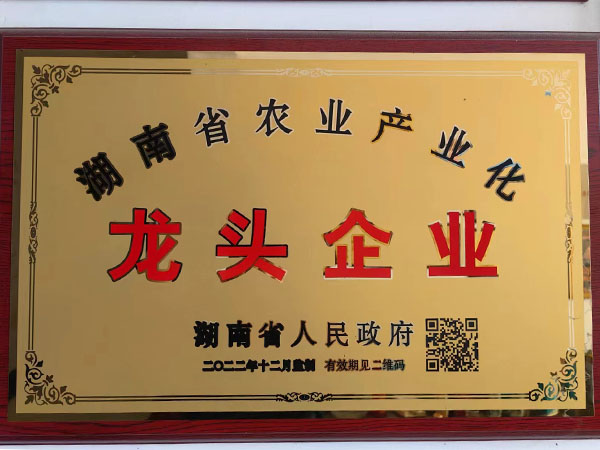 湖南省农业产业化
龙头企业
湖南省人民政府
二〇二二年十二月监制 有效期见二维码